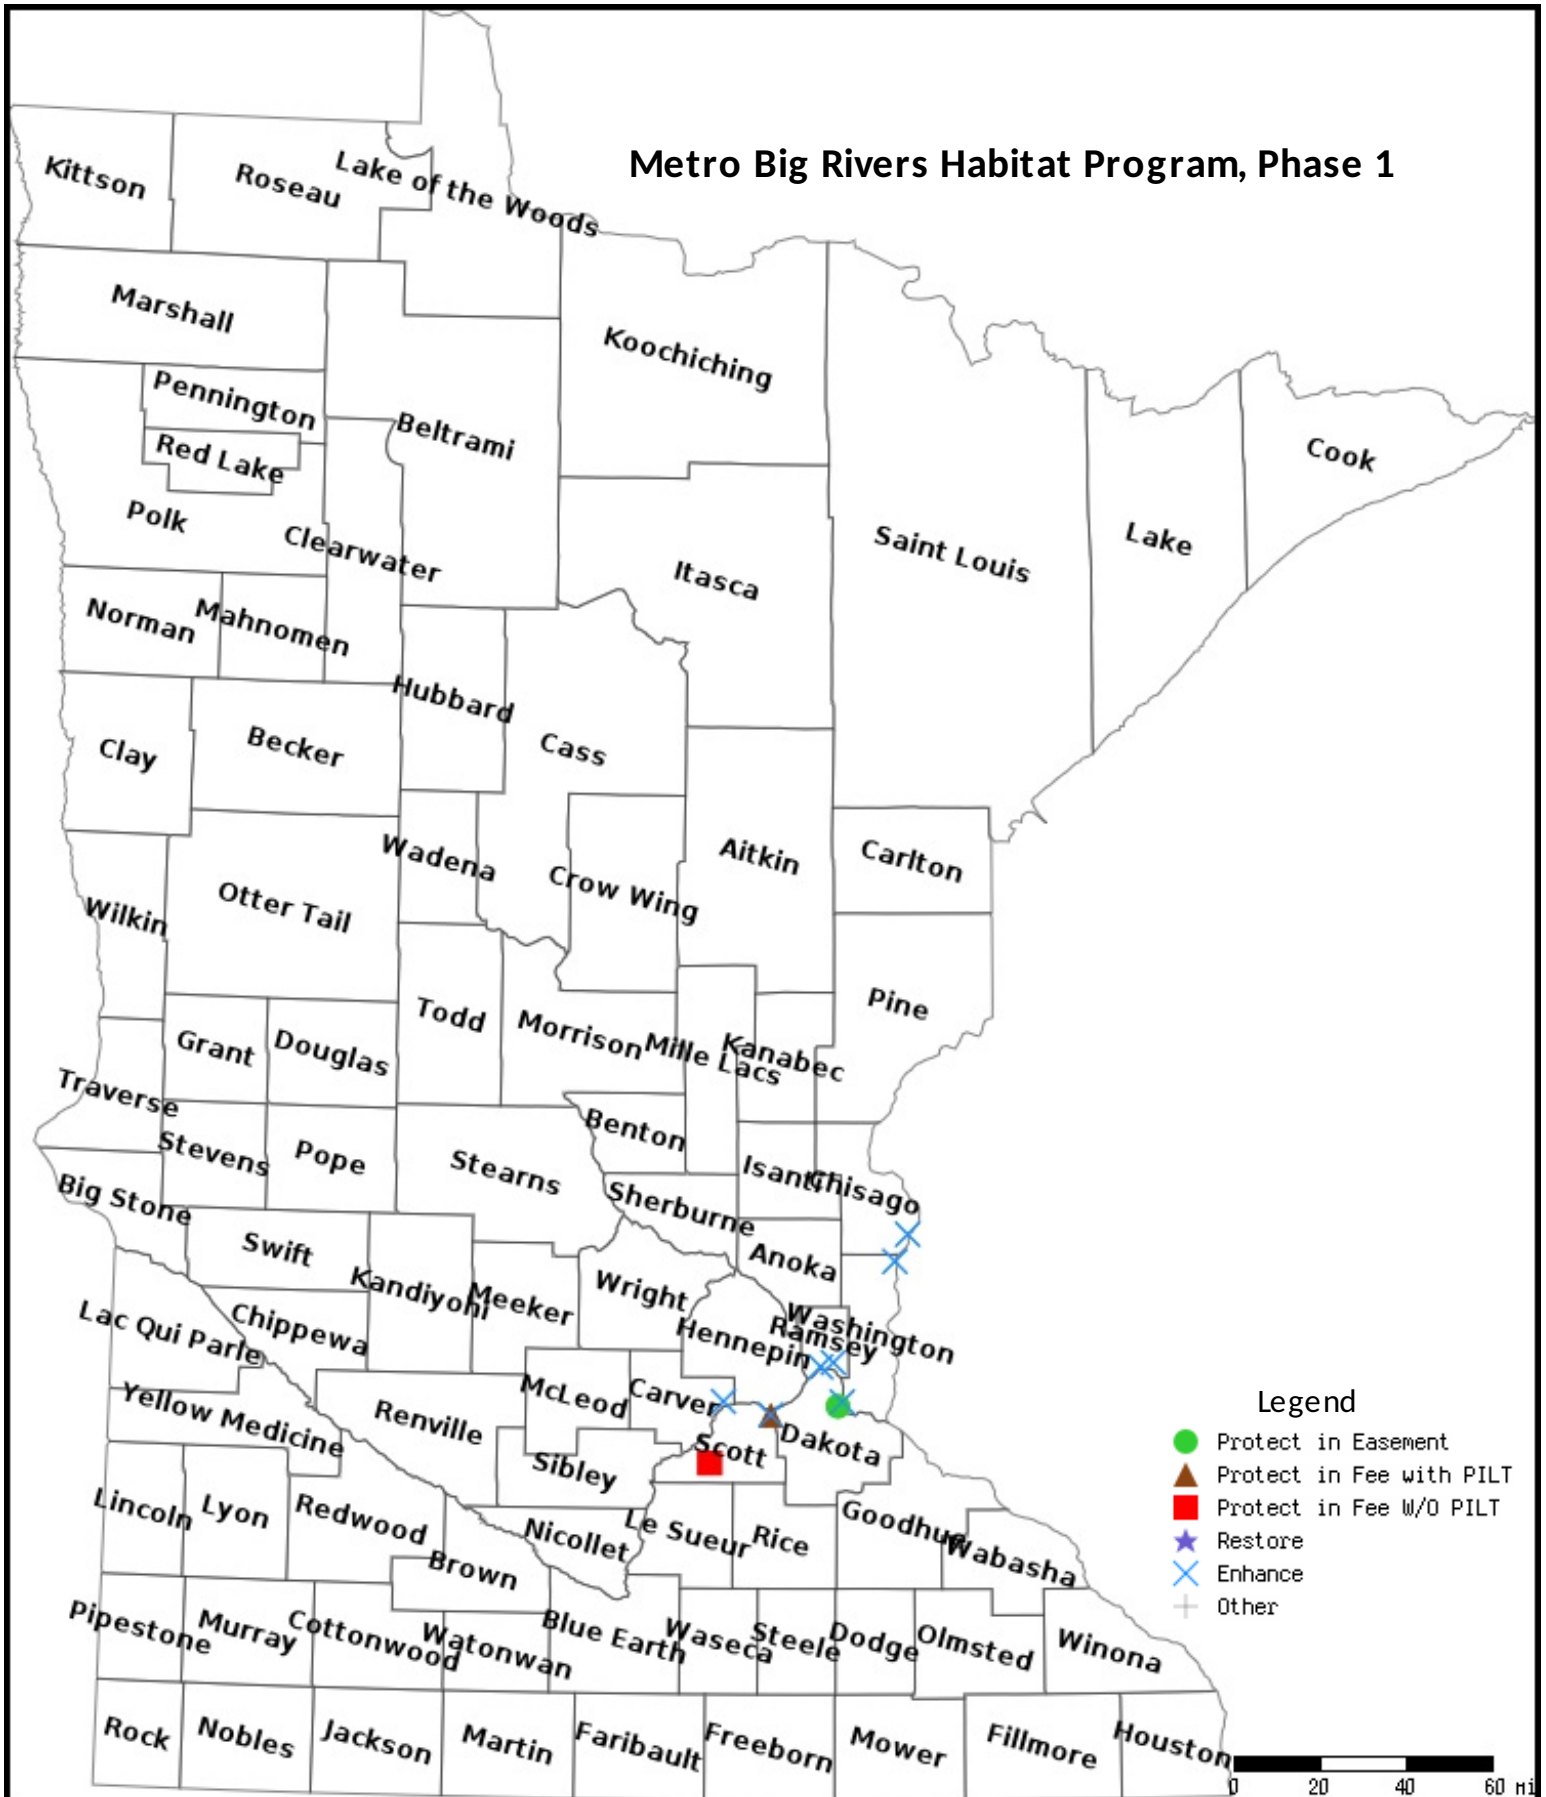 Metro Big Rivers Habitat Program, Phase 1
Kittson
Roseau
Lake of the Woods
Marshall
Koochiching
Pennington
Beltrami
Red Lake
Cook
Polk
Clearwater
Itasca
Saint Louis
Lake
Norman
Mahnomen
Hubbard
Clay
Becker
Cass
Wadena
Aitkin
Carlton
Otter Tail
Crow Wing
Wilkin
Todd
Pine
Grant
Douglas
Morrison
Mille Lacs
Kanabec
Traverse
Stevens
Pope
Stearns
Benton
Isanti
Chisago
Big Stone
Sherburne
Swift
Anoka
Kandiyohi
Meeker
Wright
Lac Qui Parle
Chippewa
Hennepin
Ramsey
Washington
Yellow Medicine
Renville
McLeod
Carver
Scott
Dakota
Sibley
Lincoln
Lyon
Redwood
Nicollet
Le Sueur
Rice
Goodhue
Wabasha
Brown
Pipestone
Murray
Cottonwood
Watonwan
Blue Earth
Waseca
Steele
Dodge
Olmsted
Winona
Rock
Nobles
Jackson
Martin
Faribault
Freeborn
Mower
Fillmore
Houston
Legend
Protect in Easement
Protect in Fee with PILT
Protect in Fee W/O PILT
Restore
Enhance
Other
0 20 40 60 mi